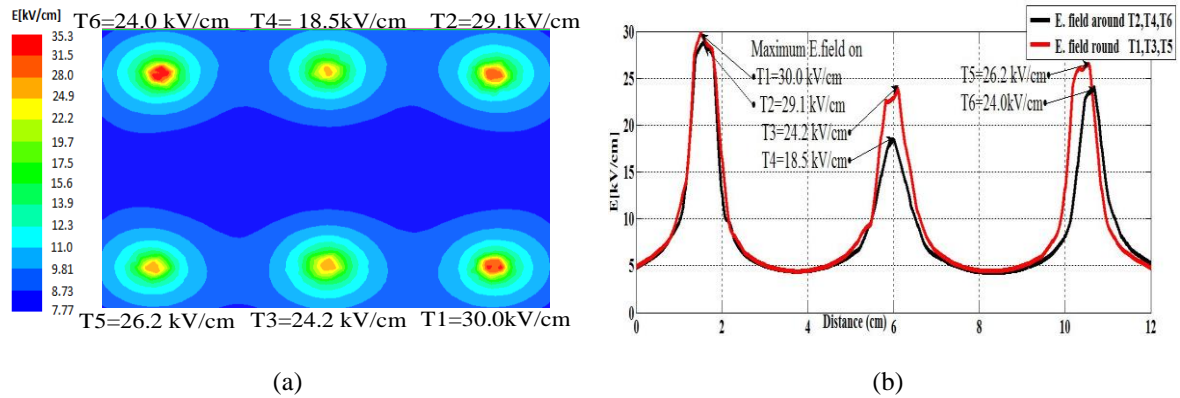 E[kV/cm]
T6=24.0 kV/cm T4= 18.5kV/cm T2=29.1kV/cm
35.3
31.5
28.0
24.9
22.2
19.7
17.5
15.6
13.9
12.3
11.0
9.81
8.73
7.77
T5=26.2 kV/cm T3=24.2 kV/cm T1=30.0kV/cm
(a)
E. field around T2,T4,T6
E. field round T1,T3,T5
Maximum E.field on
T1=30.0 kV/cm
T2=29.1 kV/cm
T3=24.2 kV/cm
T4=18.5 kV/cm
T5=26.2 kV/cm
T6=24.0kV/cm
E[kV/cm]
30
25
20
15
10
5
0
0 2 4 6 8 10 12
Distance (cm)
(b)